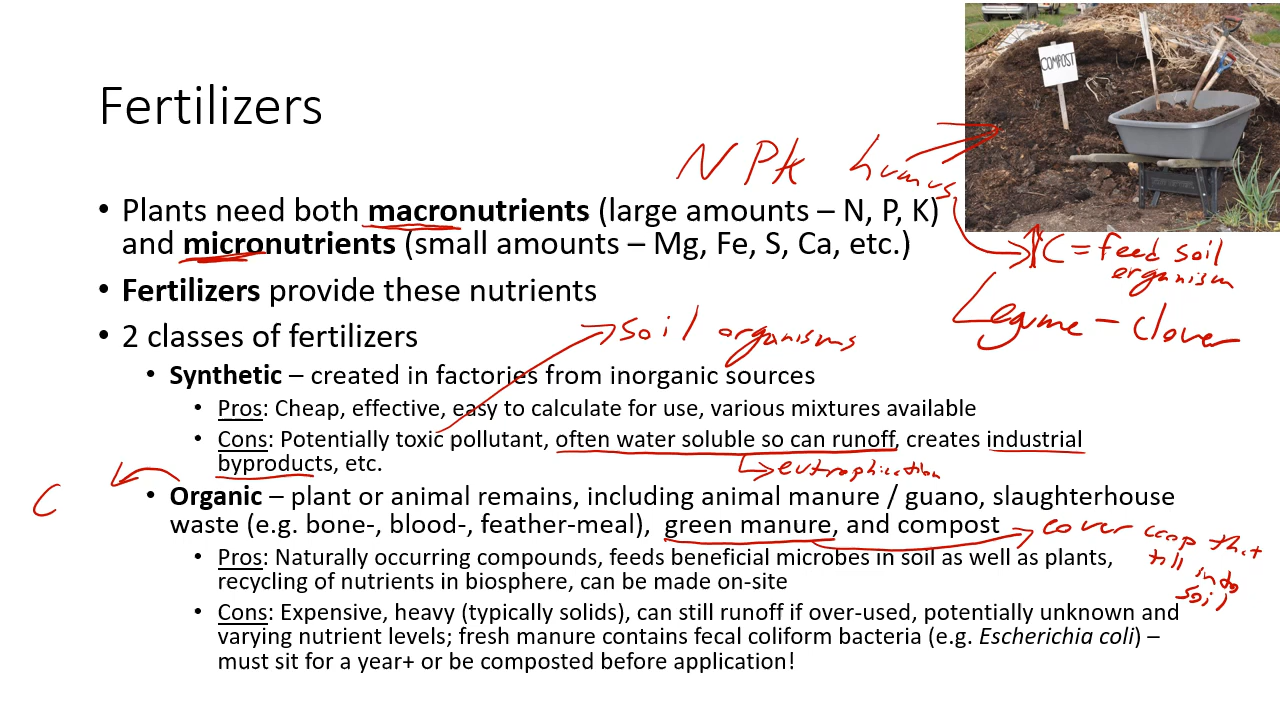 COMPOST
Fertilizers
N P K humus
• Plants need both macronutrients (large amounts – N, P, K)
and micronutrients (small amounts – Mg, Fe, S, Ca, etc.)
↑C = feed soil
organism
• Fertilizers provide these nutrients
Legume – clover
• 2 classes of fertilizers
soil organisms
• Synthetic – created in factories from inorganic sources
• Pros: Cheap, effective, easy to calculate for use, various mixtures available
• Cons: Potentially toxic pollutant, often water soluble so can runoff, creates industrial
byproducts, etc.
eutrophication
C
• Organic – plant or animal remains, including animal manure / guano, slaughterhouse
waste (e.g. bone-, blood-, feather-meal), green manure, and compost
cover crop that
till into
soil
• Pros: Naturally occurring compounds, feeds beneficial microbes in soil as well as plants,
recycling of nutrients in biosphere, can be made on-site
• Cons: Expensive, heavy (typically solids), can still runoff if over-used, potentially unknown and
varying nutrient levels; fresh manure contains fecal coliform bacteria (e.g. Escherichia coli) –
must sit for a year+ or be composted before application!